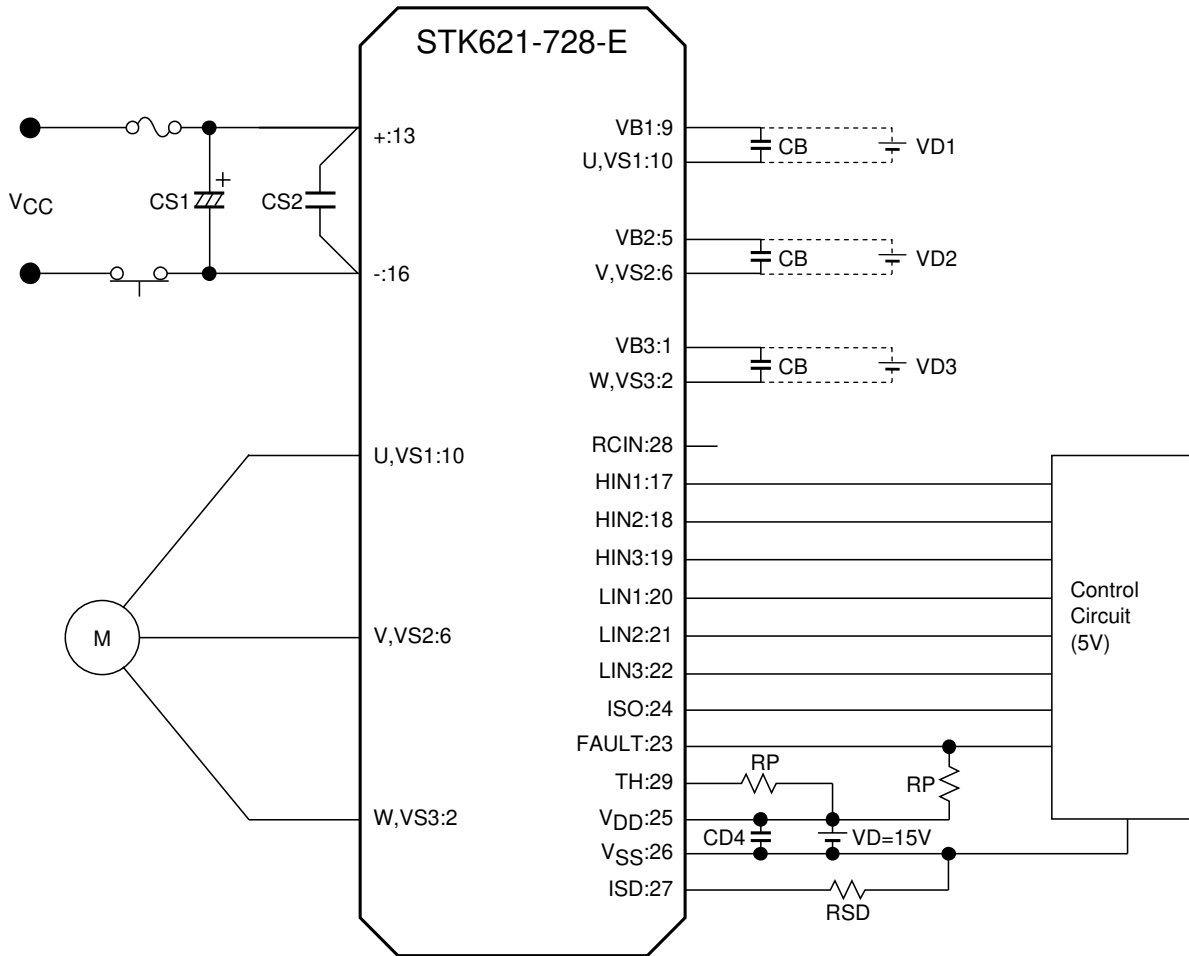 STK621-728-E
+:13
VCC
CS1
+
CS2
-:16
VB1:9
CB
VD1
U,VS1:10
VB2:5
CB
VD2
V,VS2:6
VB3:1
CB
VD3
W,VS3:2
RCIN:28
U,VS1:10
HIN1:17
HIN2:18
HIN3:19
LIN1:20
Control
Circuit
(5V)
M
V,VS2:6
LIN2:21
LIN3:22
ISO:24
FAULT:23
RP
TH:29
RP
W,VS3:2
VDD:25
CD4
VD=15V
VSS:26
ISD:27
RSD